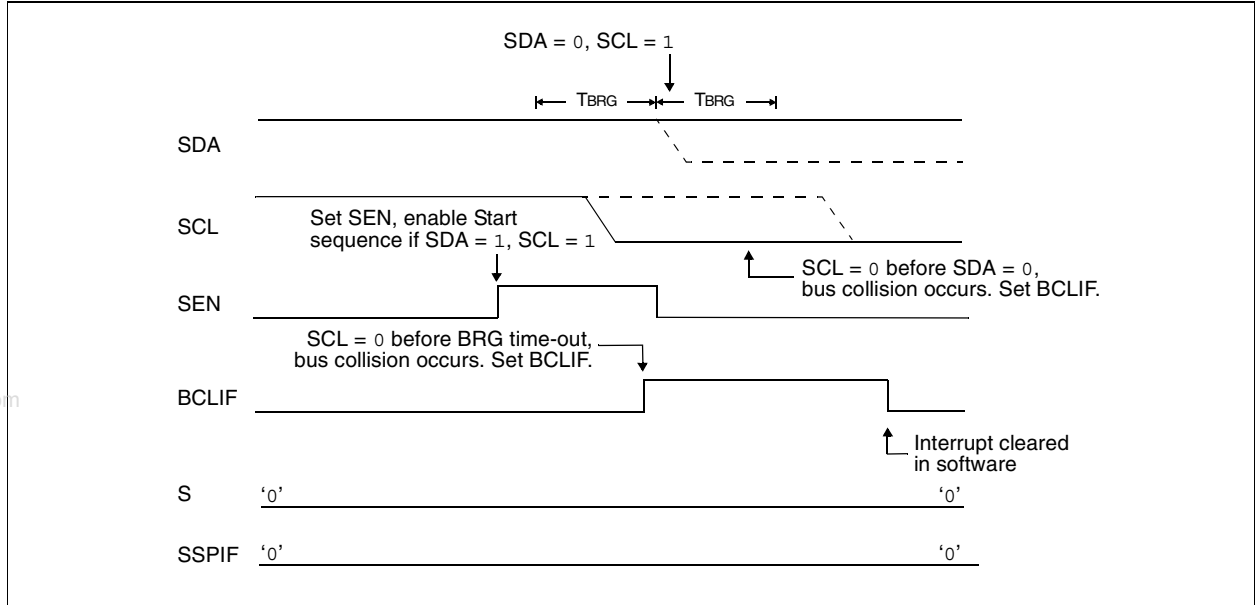 SDA = 0, SCL = 1
TBRG TBRG
SDA
SCL
Set SEN, enable Start
sequence if SDA = 1, SCL = 1
SCL = 0 before SDA = 0,
bus collision occurs. Set BCLIF.
SEN
SCL = 0 before BRG time-out,
bus collision occurs. Set BCLIF.
BCLIF
om
Interrupt cleared
in software
S ‘0’ ‘0’
SSPIF ‘0’ ‘0’